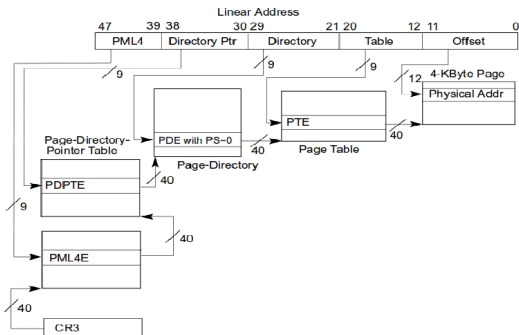 Linear Address
47 39 38 30 29 21 20 12 11 0
PML4 Directory Ptr Directory Table Offset
9 9 9 12 4-KByte Page
Physical Addr
PTE
PDE with PS=0 40 40
Page-Directory- Page Table
Pointer Table Page-Directory
PDPTE 40
9
40
PML4E
40
CR3